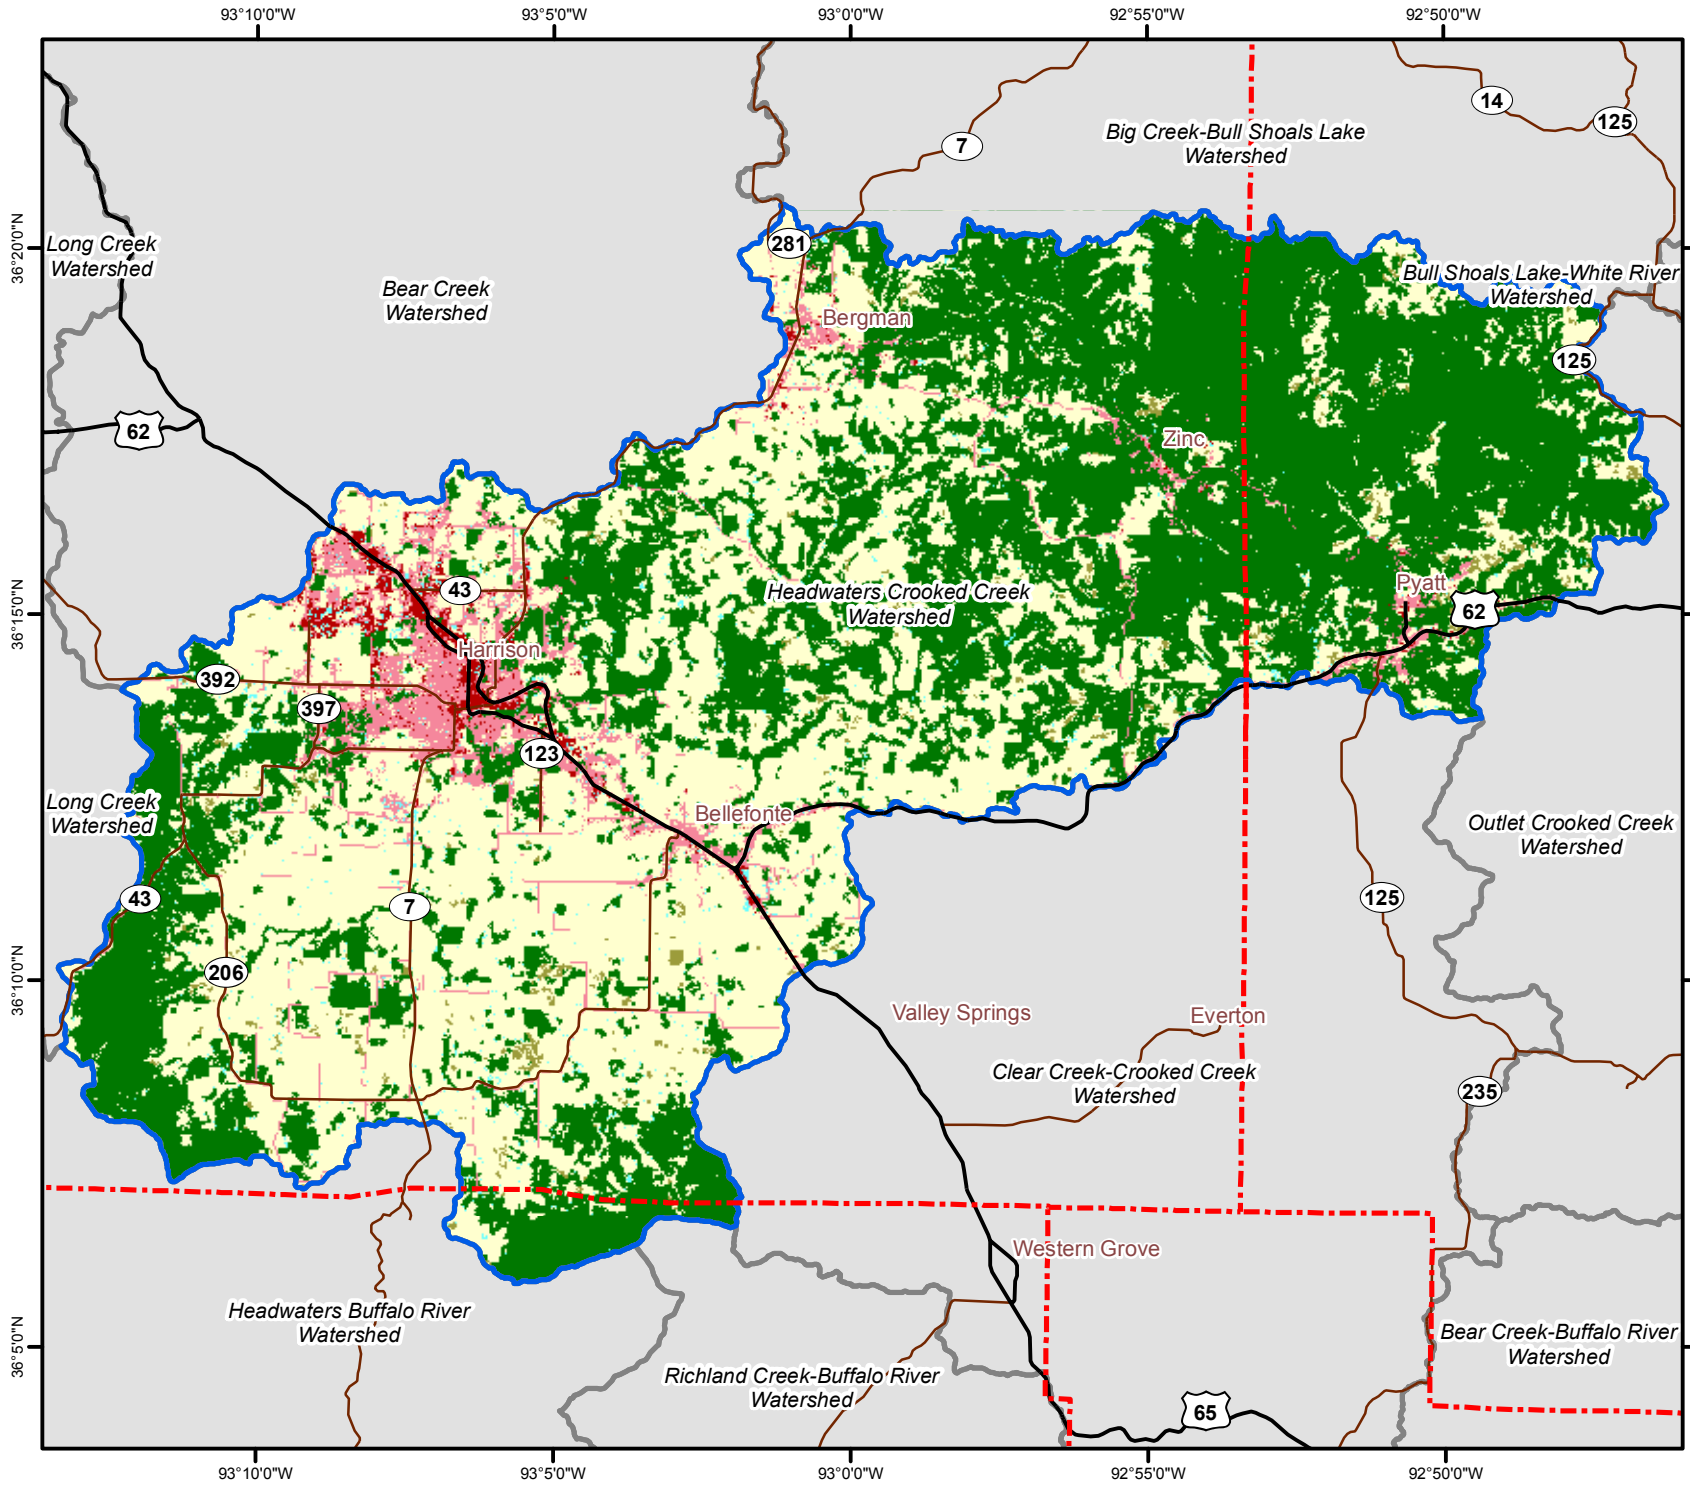 93°10'0"W
93°5'0"W
93°0'0"W
92°55'0"W
92°50'0"W
14
125
7
Big Creek-Bull Shoals Lake
Watershed
36°20'0"N
Long Creek
Watershed
281
Bear Creek
Watershed
Bull Shoals Lake-White River
Watershed
Bergman
125
62
Zinc
43
Headwaters Crooked Creek
Watershed
Pyatt
62
36°15'0"N
Harrison
392
397
123
Long Creek
Watershed
Bellefonte
Outlet Crooked Creek
Watershed
43
7
125
206
36°10'0"N
Valley Springs
Everton
Clear Creek-Crooked Creek
Watershed
235
Western Grove
Headwaters Buffalo River
Watershed
Bear Creek-Buffalo River
Watershed
36°5'0"N
Richland Creek-Buffalo River
Watershed
65
93°10'0"W
93°5'0"W
93°0'0"W
92°55'0"W
92°50'0"W